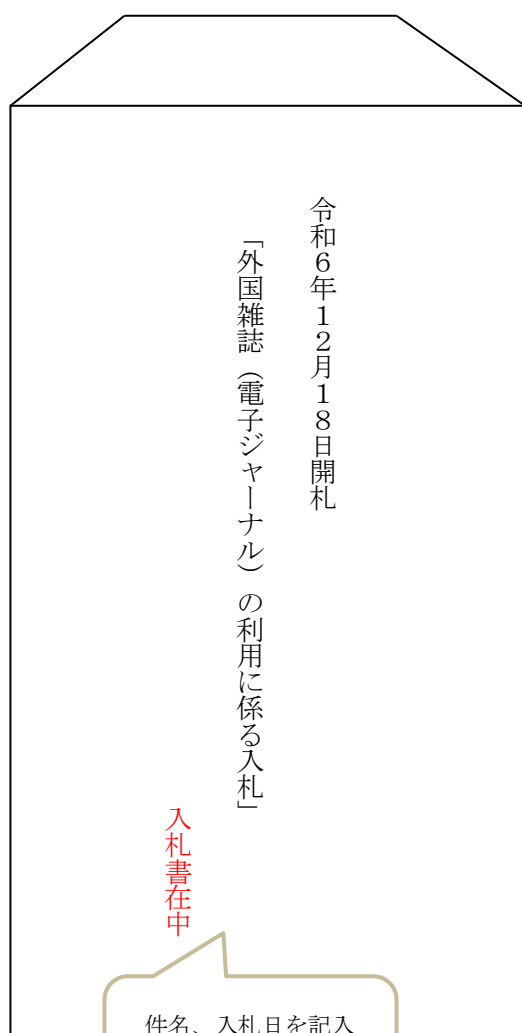 令和６年１２月１８日開札
「外国雑誌（電子ジャーナル）の利用に係る入札」
入札書在中
件名、入札日を記入